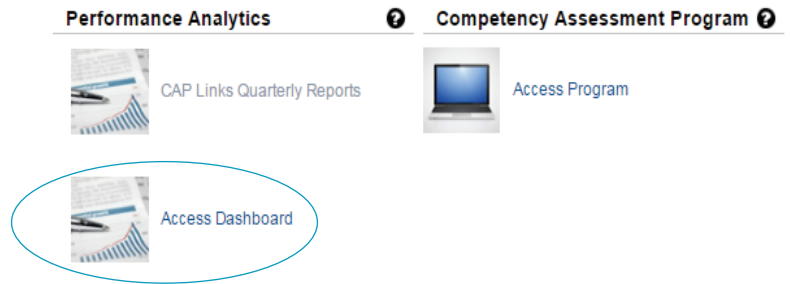 Performance Analytics ?
Competency Assessment Program ?
CAP Links Quarterly Reports
Access Program
Access Dashboard